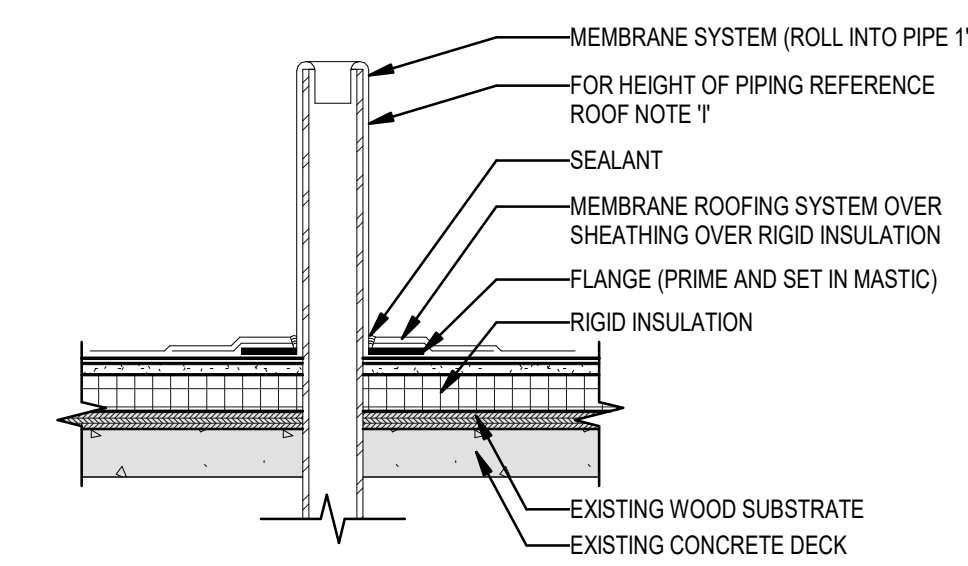 MEMBRANE SYSTEM (ROLL INTO PIPE 1"
FOR HEIGHT OF PIPING REFERENCE
ROOF NOTE 'I'
SEALANT
MEMBRANE ROOFING SYSTEM OVER
SHEATHING OVER RIGID INSULATION
FLANGE (PRIME AND SET IN MASTIC)
RIGID INSULATION
EXISTING WOOD SUBSTRATE
EXISTING CONCRETE DECK